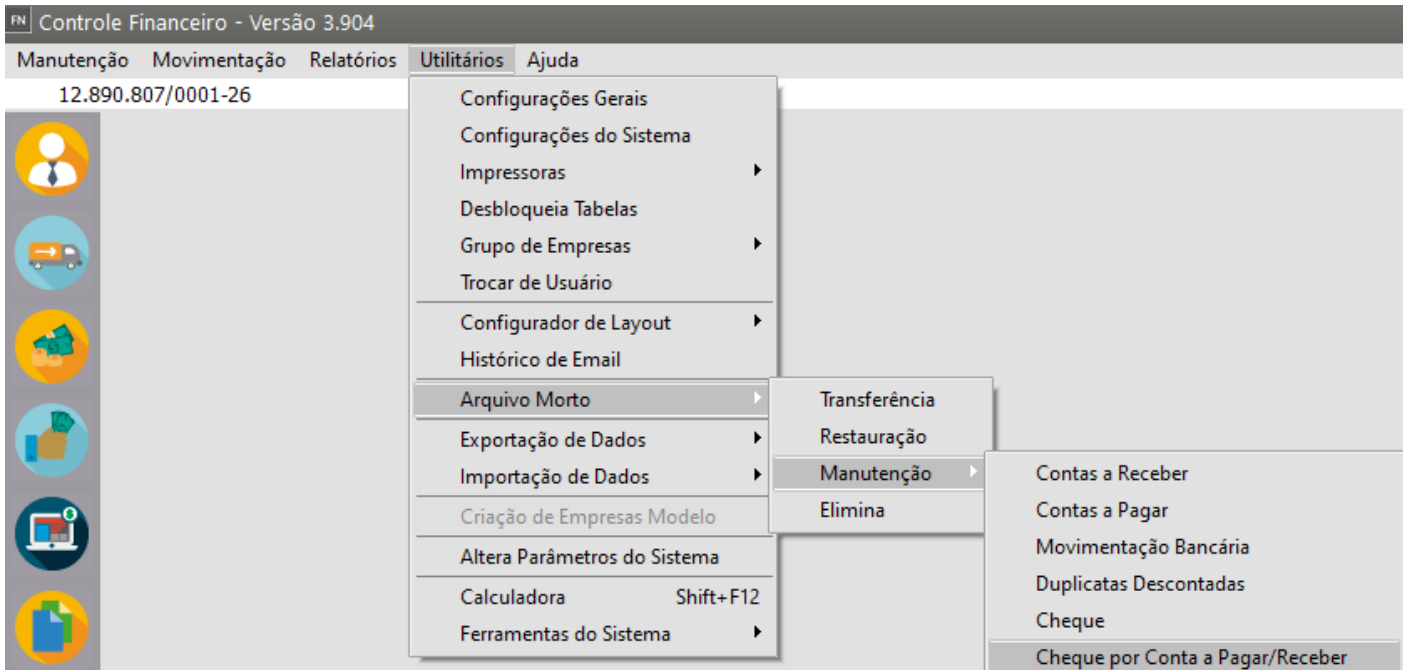 FN Controle Financeiro - Versão 3.904
Manutenção Movimentação Relatórios Utilitários Ajuda
12.890.807/0001-26
Configurações Gerais
Configurações do Sistema
Impressoras
Desbloqueia Tabelas
Grupo de Empresas
Trocar de Usuário
Configurador de Layout
Histórico de Email
Arquivo Morto
Exportação de Dados
Importação de Dados
Criação de Empresas Modelo
Altera Parâmetros do Sistema
Calculadora Shift+F12
Ferramentas do Sistema
Transferência
Restauração
Manutenção
Elimina
Contas a Receber
Contas a Pagar
Movimentação Bancária
Duplicatas Descontadas
Cheque
Cheque por Conta a Pagar/Receber